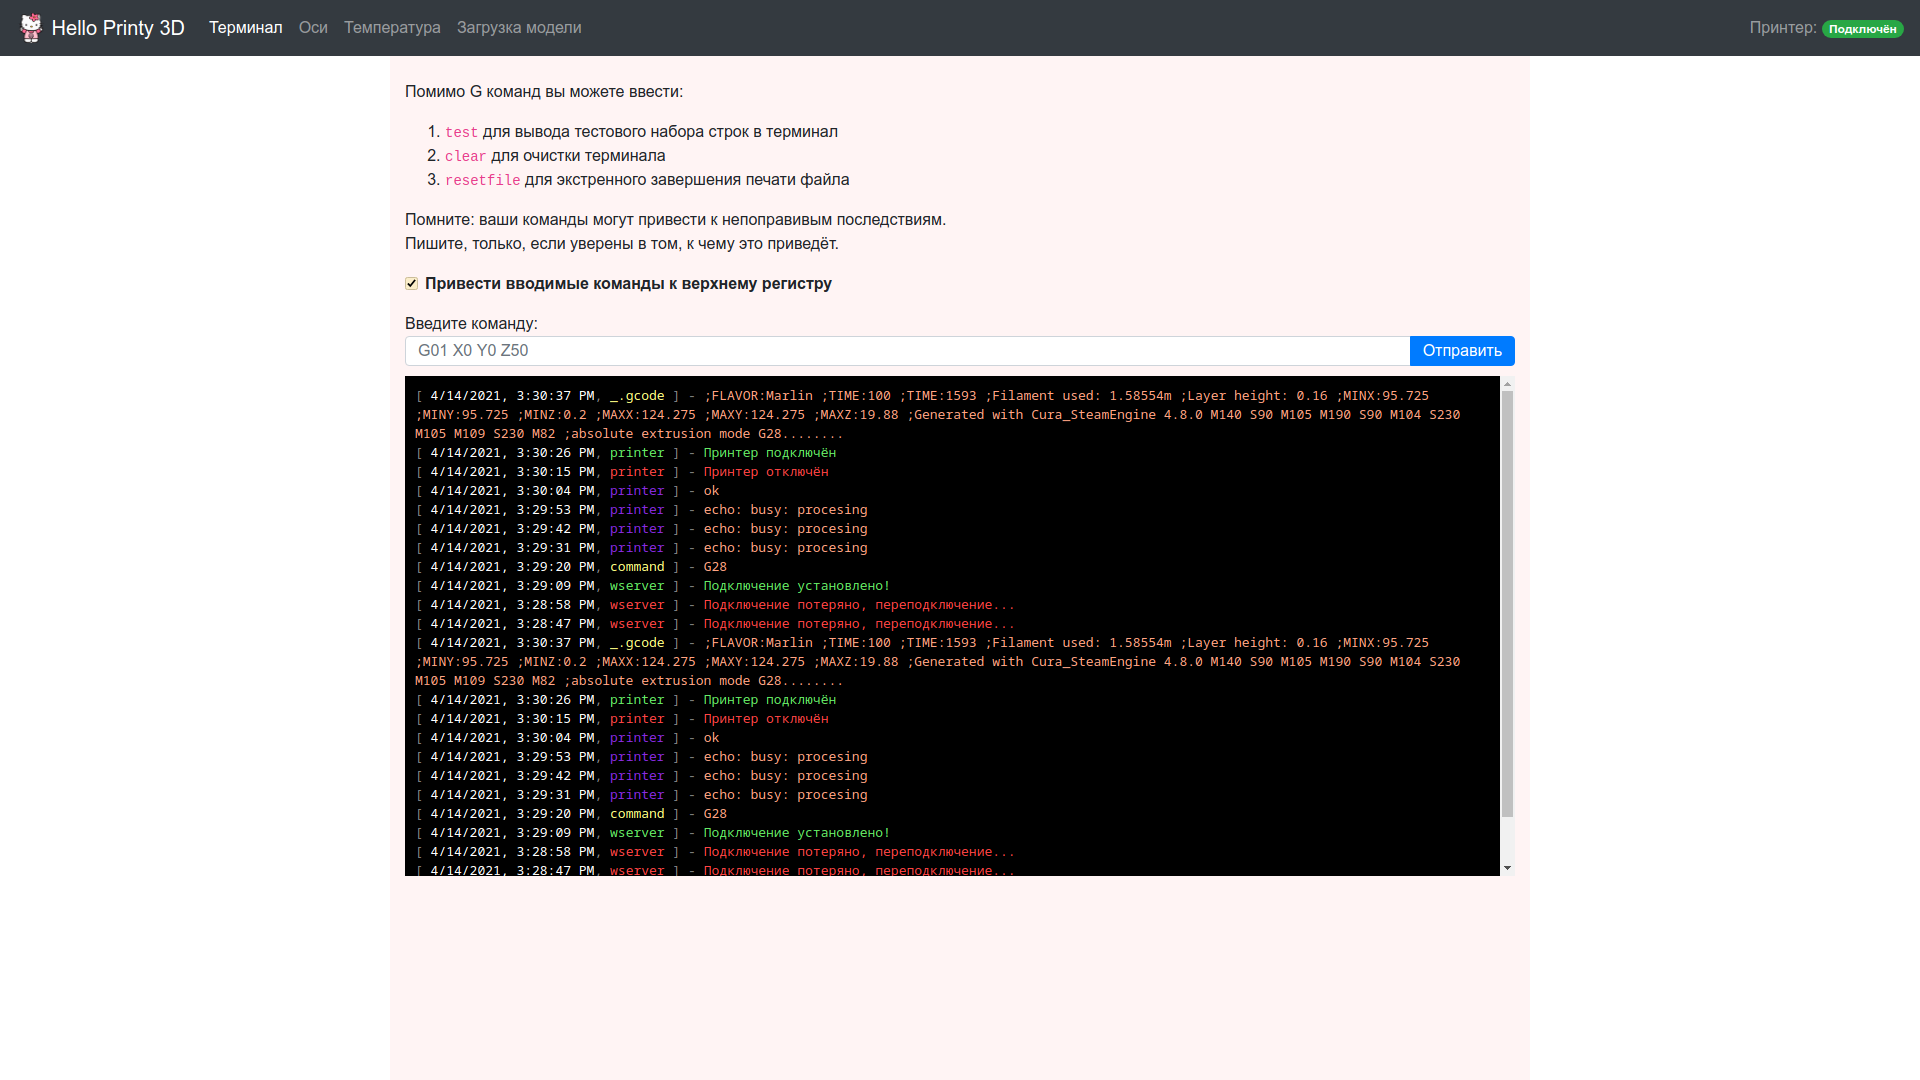 Hello Printy 3D Терминал Оси Температура Загрузка модели Принтер: Подключён
Помимо G команд вы можете ввести:
1. test для вывода тестового набора строк в терминал
2. clear для очистки терминала
3. resetfile для экстренного завершения печати файла
Помните: ваши команды могут привести к непоправимым последствиям.
Пишите, только, если уверены в том, к чему это приведёт.
Привести вводимые команды к верхнему регистру
Введите команду:
G01 X0 Y0 Z50 Отправить
[ 4/14/2021, 3:30:37 PM, _.gcode ] - ;FLAVOR:Marlin ;TIME:100 ;TIME:1593 ;Filament used: 1.58554m ;Layer height: 0.16 ;MINX:95.725
;MINY:95.725 ;MINZ:0.2 ;MAXX:124.275 ;MAXY:124.275 ;MAXZ:19.88 ;Generated with Cura_SteamEngine 4.8.0 M140 S90 M105 M190 S90 M104 S230
M105 M109 S230 M82 ;absolute extrusion mode G28........
[ 4/14/2021, 3:30:26 PM, printer ] - Принтер подключён
[ 4/14/2021, 3:30:15 PM, printer ] - Принтер отключён
[ 4/14/2021, 3:30:04 PM, printer ] - ok
[ 4/14/2021, 3:29:53 PM, printer ] - echo: busy: procesing
[ 4/14/2021, 3:29:42 PM, printer ] - echo: busy: procesing
[ 4/14/2021, 3:29:31 PM, printer ] - echo: busy: procesing
[ 4/14/2021, 3:29:20 PM, command ] - G28
[ 4/14/2021, 3:29:09 PM, wserver ] - Подключение установлено!
[ 4/14/2021, 3:28:58 PM, wserver ] - Подключение потеряно, переподключение...
[ 4/14/2021, 3:28:47 PM, wserver ] - Подключение потеряно, переподключение...
[ 4/14/2021, 3:30:37 PM, _.gcode ] - ;FLAVOR:Marlin ;TIME:100 ;TIME:1593 ;Filament used: 1.58554m ;Layer height: 0.16 ;MINX:95.725
;MINY:95.725 ;MINZ:0.2 ;MAXX:124.275 ;MAXY:124.275 ;MAXZ:19.88 ;Generated with Cura_SteamEngine 4.8.0 M140 S90 M105 M190 S90 M104 S230
M105 M109 S230 M82 ;absolute extrusion mode G28........
[ 4/14/2021, 3:30:26 PM, printer ] - Принтер подключён
[ 4/14/2021, 3:30:15 PM, printer ] - Принтер отключён
[ 4/14/2021, 3:30:04 PM, printer ] - ok
[ 4/14/2021, 3:29:53 PM, printer ] - echo: busy: procesing
[ 4/14/2021, 3:29:42 PM, printer ] - echo: busy: procesing
[ 4/14/2021, 3:29:31 PM, printer ] - echo: busy: procesing
[ 4/14/2021, 3:29:20 PM, command ] - G28
[ 4/14/2021, 3:29:09 PM, wserver ] - Подключение установлено!
[ 4/14/2021, 3:28:58 PM, wserver ] - Подключение потеряно, переподключение...
[ 4/14/2021, 3:28:47 PM, wserver ] - Подключение потеряно, переподключение...